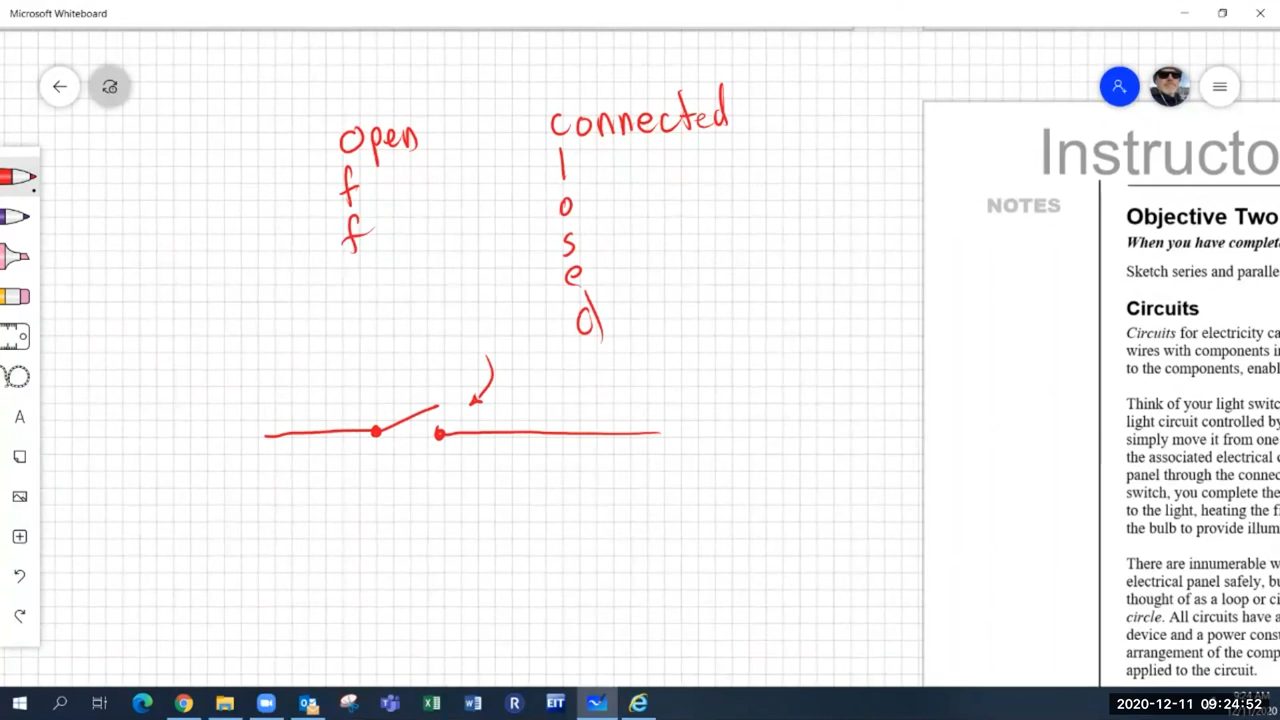 Microsoft Whiteboard
open
f
f
connected
l
o
s
e
d
A
Instructo
NOTES
Objective Two
When you have complete
Sketch series and paralle
Circuits
Circuits for electricity ca
wires with components i
to the components, enabl
Think of your light switc
light circuit controlled by
simply move it from one
the associated electrical c
panel through the connec
switch, you complete the
to the light, heating the fi
the bulb to provide illum
There are innumerable w
electrical panel safely, bu
thought of as a loop or ci
circle. All circuits have a
device and a power cons
arrangement of the comp
applied to the circuit.
R
EIT
2020-12-11 09:24:52